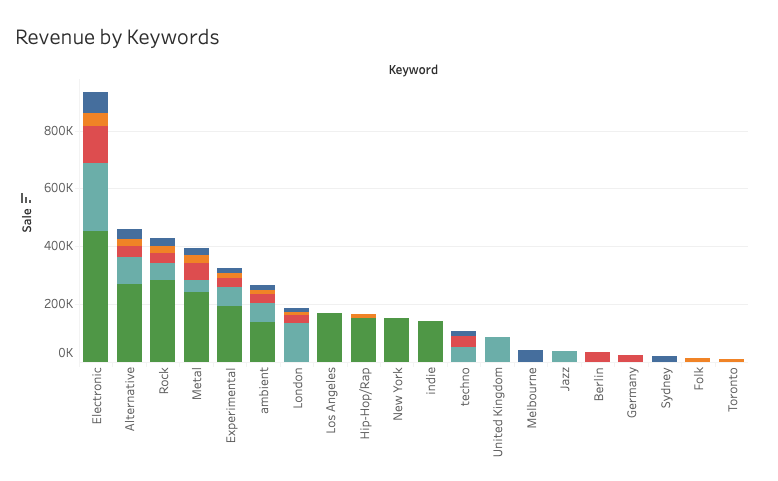 Revenue by Keywords
Keyword
Sale
800K
600K
400K
200K
0K
Electronic
Alternative
Rock
Metal
Experimental
ambient
London
Los Angeles
Hip-Hop/Rap
New York
indie
techno
United Kingdom
Melbourne
Jazz
Berlin
Germany
Sydney
Folk
Toronto